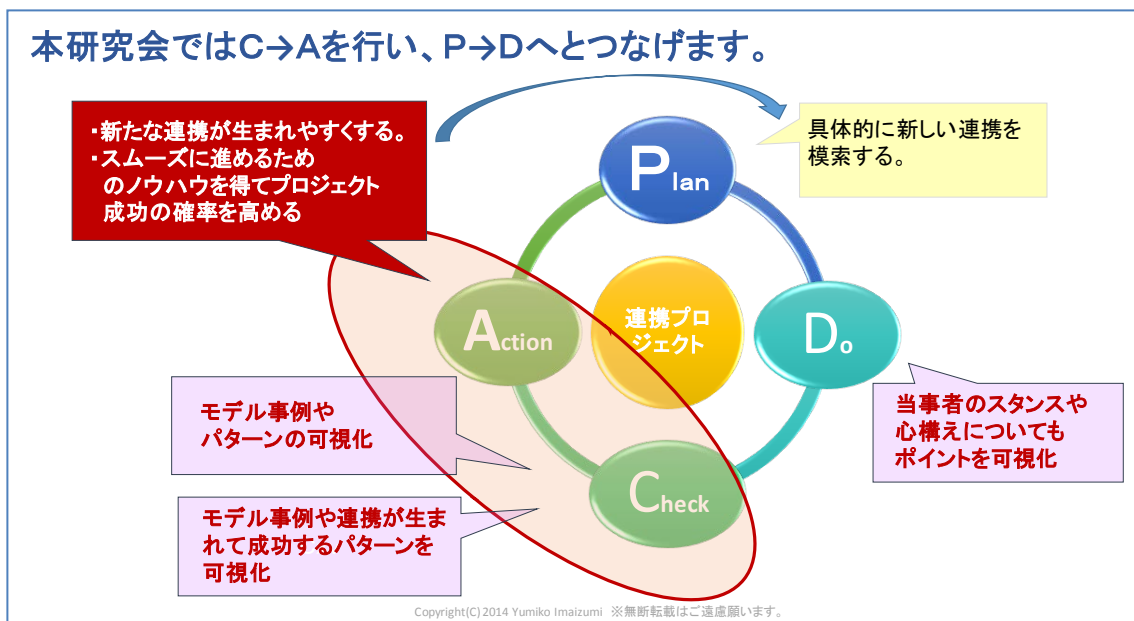 本研究会ではC→Aを行い、P→Dへとつなげます。
・新たな連携が生まれやすくする。
・スムーズに進めるため
のノウハウを得てプロジェクト
成功の確率を高める
Plan
具体的に新しい連携を
模索する。
Action
連携プロ
ジェクト
Do
モデル事例や
パターンの可視化
当事者のスタンスや
心構えについても
ポイントを可視化
Check
モデル事例や連携が生ま
れて成功するパターンを
可視化
Copyright(C) 2014 Yumiko Imaizumi ※無断転載はご遠慮願います。